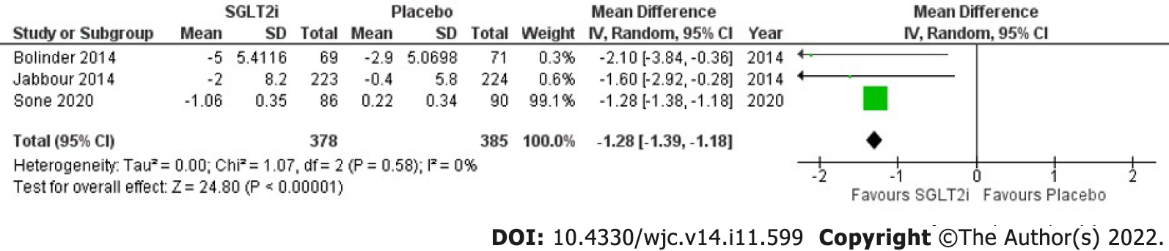 SGLT2i Placebo Mean Difference Mean Difference
Study or Subgroup Mean SD Total Mean SD Total Weight IV, Random, 95% CI Year IV, Random, 95% CI
Bolinder 2014 -5 5.4116 69 -2.9 5.0698 71 0.3% -2.10 [-3.84, -0.36] 2014
Jabbour 2014 -2 8.2 223 -0.4 5.8 224 0.6% -1.60 [-2.92, -0.28] 2014
Sone 2020 -1.06 0.35 86 0.22 0.34 90 99.1% -1.28 [-1.38, -1.18] 2020
Total (95% CI) 378 385 100.0% -1.28 [-1.39, -1.18]
Heterogeneity: Tau² = 0.00; Chi² = 1.07, df = 2 (P = 0.58); I² = 0%
Test for overall effect: Z = 24.80 (P < 0.00001)
-2 -1 0 1 2
Favours SGLT2i Favours Placebo
DOI: 10.4330/wjc.v14.i11.599 Copyright ©The Author(s) 2022.